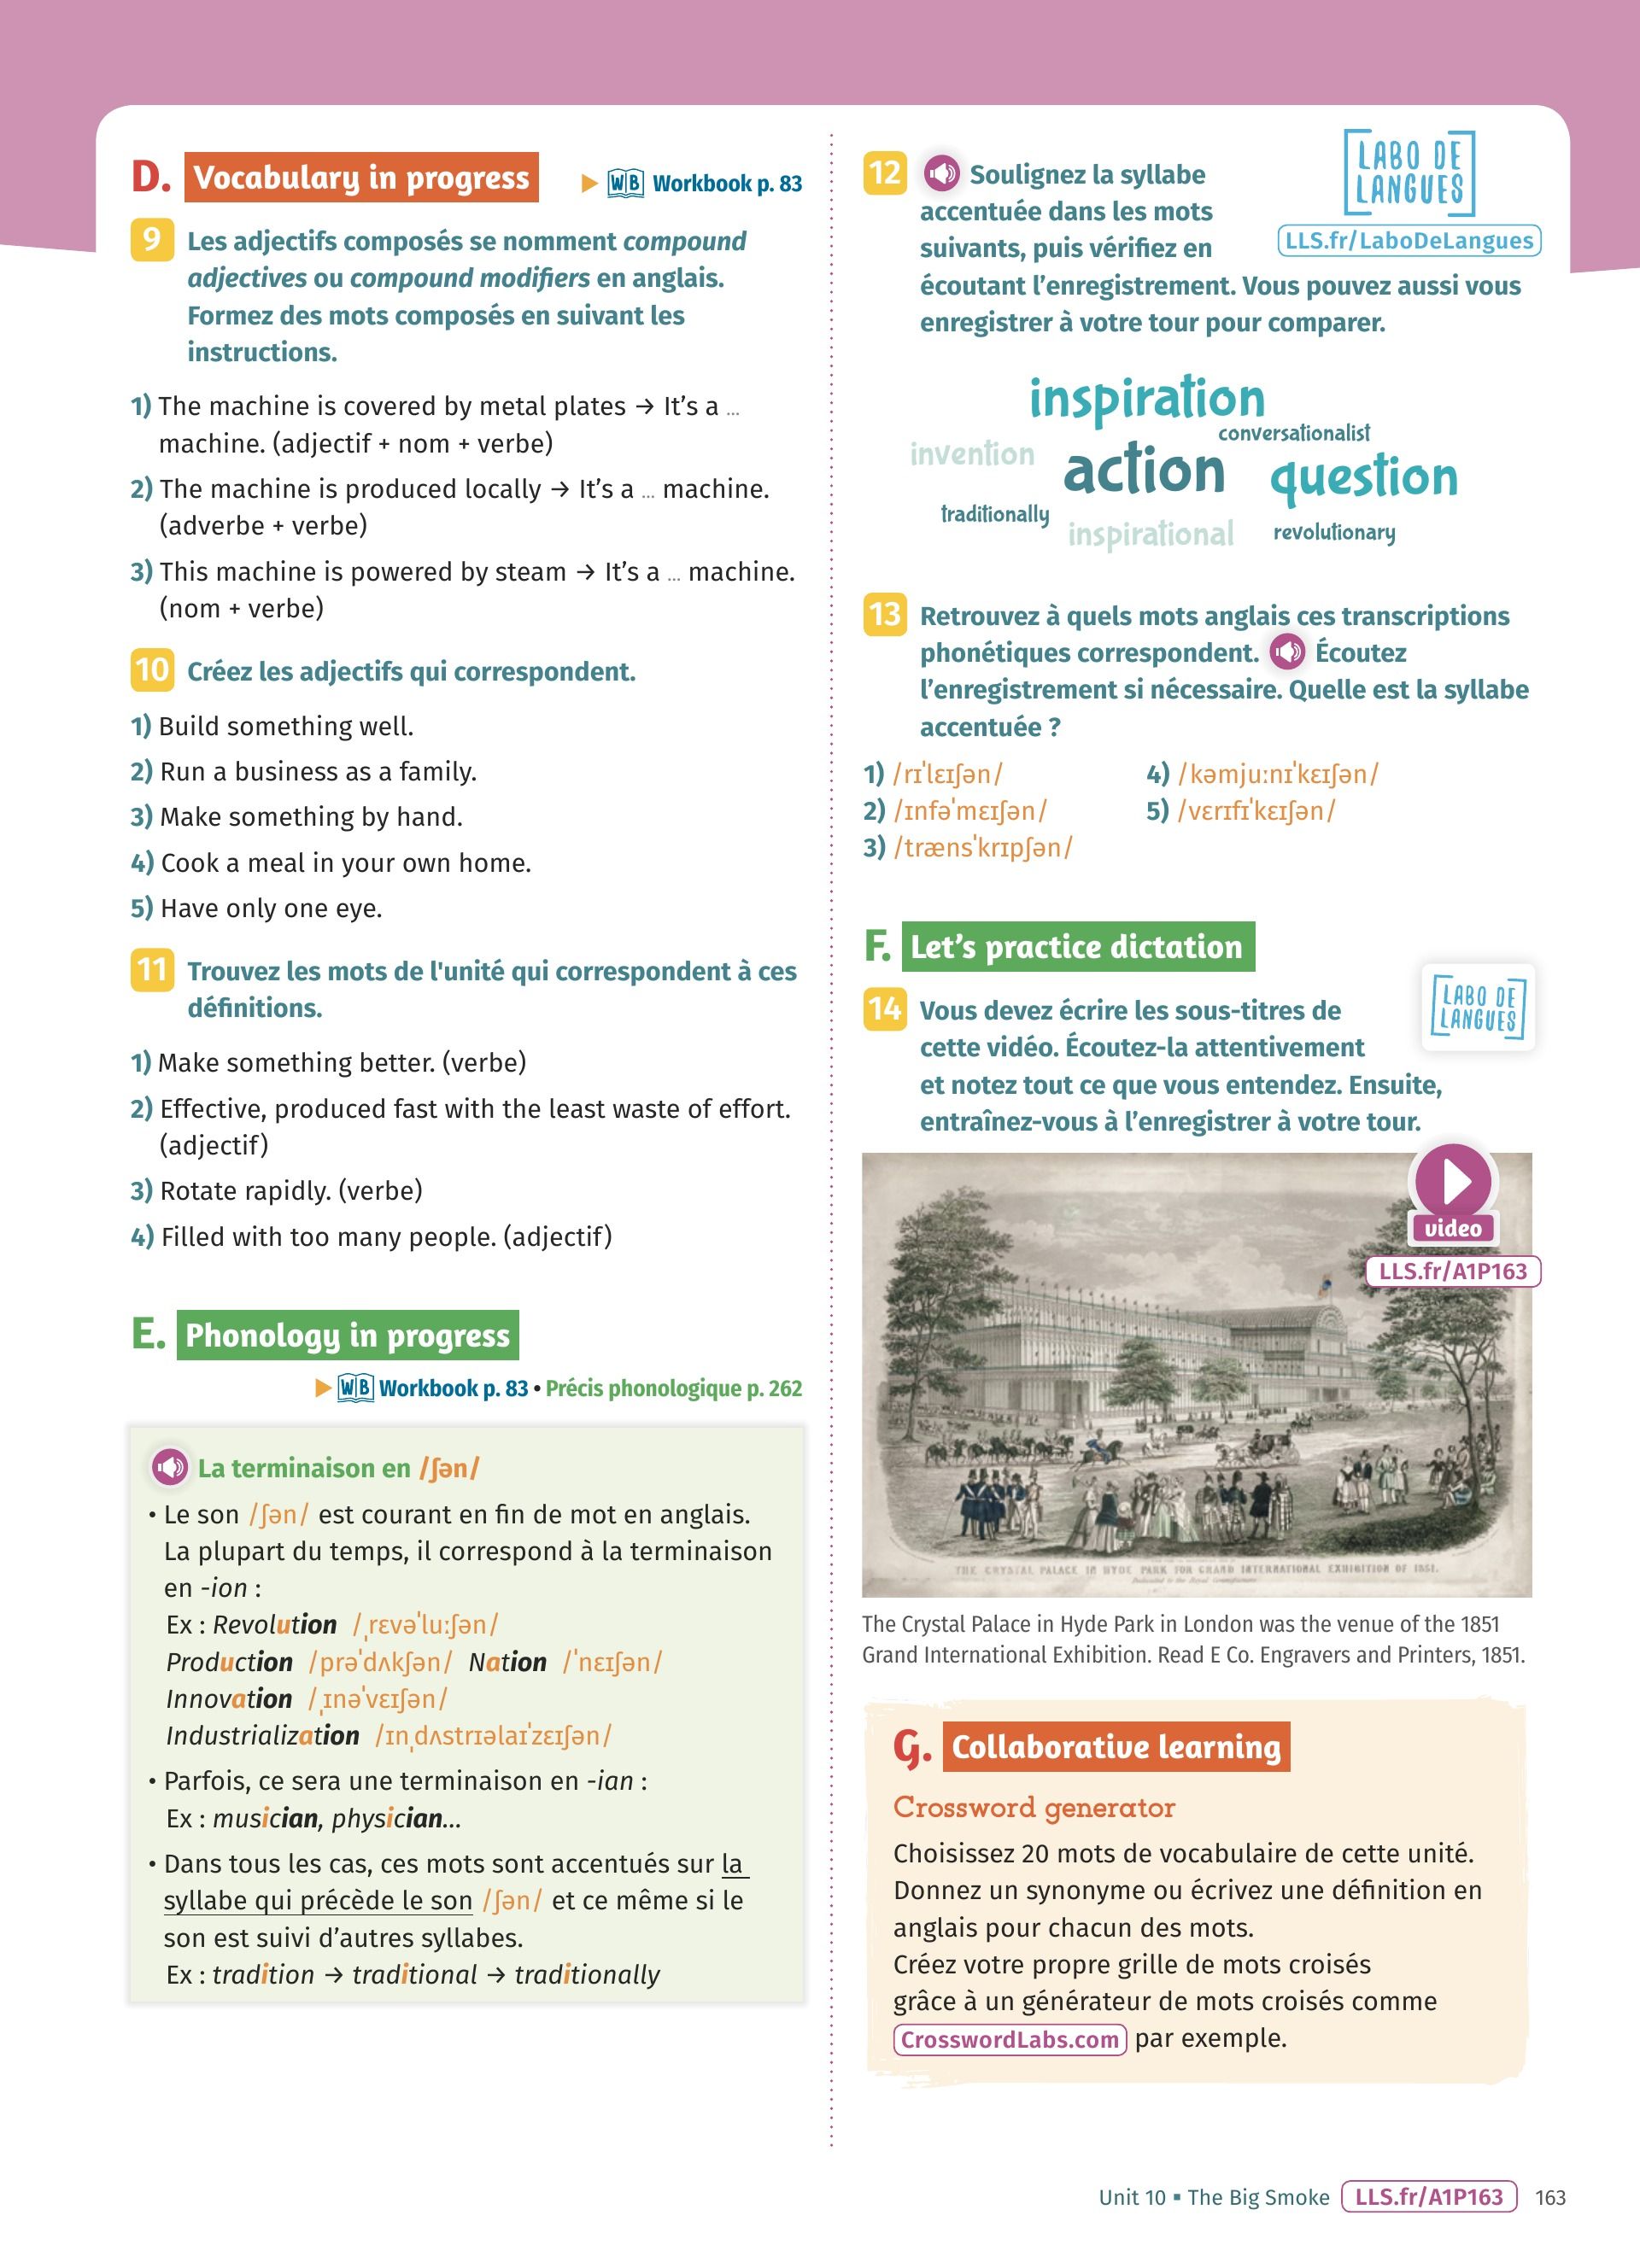 D. Vocabulary in progress
WB Workbook p. 83
9 Les adjectifs composés se nomment compound
adjectives ou compound modifiers en anglais.
Formez des mots composés en suivant les
instructions.
1) The machine is covered by metal plates → It’s a ...
machine. (adjectif + nom + verbe)
2) The machine is produced locally → It’s a ... machine.
(adverbe + verbe)
3) This machine is powered by steam → It’s a ... machine.
(nom + verbe)
10 Créez les adjectifs qui correspondent.
1) Build something well.
2) Run a business as a family.
3) Make something by hand.
4) Cook a meal in your own home.
5) Have only one eye.
11 Trouvez les mots de l'unité qui correspondent à ces
définitions.
1) Make something better. (verbe)
2) Effective, produced fast with the least waste of effort.
(adjectif)
3) Rotate rapidly. (verbe)
4) Filled with too many people. (adjectif)
E. Phonology in progress
WB Workbook p. 83 • Précis phonologique p. 262
La terminaison en /ʃən/
• Le son /ʃən/ est courant en fin de mot en anglais.
La plupart du temps, il correspond à la terminaison
en -ion :
Ex : Revolution /ˌrɛvəˈluːʃən/
Production /prəˈdʌkʃən/ Nation /ˈnɛɪʃən/
Innovation /ˌɪnəˈvɛɪʃən/
Industrialization /ɪnˌdʌstrɪəlaɪˈzɛɪʃən/
• Parfois, ce sera une terminaison en -ian :
Ex : musician, physician...
• Dans tous les cas, ces mots sont accentués sur la
syllabe qui précède le son /ʃən/ et ce même si le
son est suivi d’autres syllabes.
Ex : tradition → traditional → traditionally
12 Soulignez la syllabe
accentuée dans les mots
suivants, puis vérifiez en
écoutant l’enregistrement. Vous pouvez aussi vous
enregistrer à votre tour pour comparer.
LABO DE
LANGUES
LLS.fr/LaboDeLangues
inspiration
conversationalist
invention
action
question
traditionally
inspirational
revolutionary
13 Retrouvez à quels mots anglais ces transcriptions
phonétiques correspondent. Écoutez
l’enregistrement si nécessaire. Quelle est la syllabe
accentuée ?
1) /rɪˈlɛɪʃən/
2) /ɪnfəˈmɛɪʃən/
3) /trænsˈkrɪpʃən/
4) /kəmjuːnɪˈkɛɪʃən/
5) /vɛrɪfɪˈkɛɪʃən/
F. Let’s practice dictation
14 Vous devez écrire les sous-titres de
cette vidéo. Écoutez-la attentivement
et notez tout ce que vous entendez. Ensuite,
entraînez-vous à l’enregistrer à votre tour.
LABO DE
LANGUES
video
LLS.fr/A1P163
THE CRYSTAL PALACE IN HYDE PARK FOR GRAND INTERNATIONAL EXHIBITION OF 1851.
The Crystal Palace in Hyde Park in London was the venue of the 1851
Grand International Exhibition. Read E Co. Engravers and Printers, 1851.
G. Collaborative learning
Crossword generator
Choisissez 20 mots de vocabulaire de cette unité.
Donnez un synonyme ou écrivez une définition en
anglais pour chacun des mots.
Créez votre propre grille de mots croisés
grâce à un générateur de mots croisés comme
CrosswordLabs.com par exemple.
Unit 10 ▪ The Big Smoke LLS.fr/A1P163 163